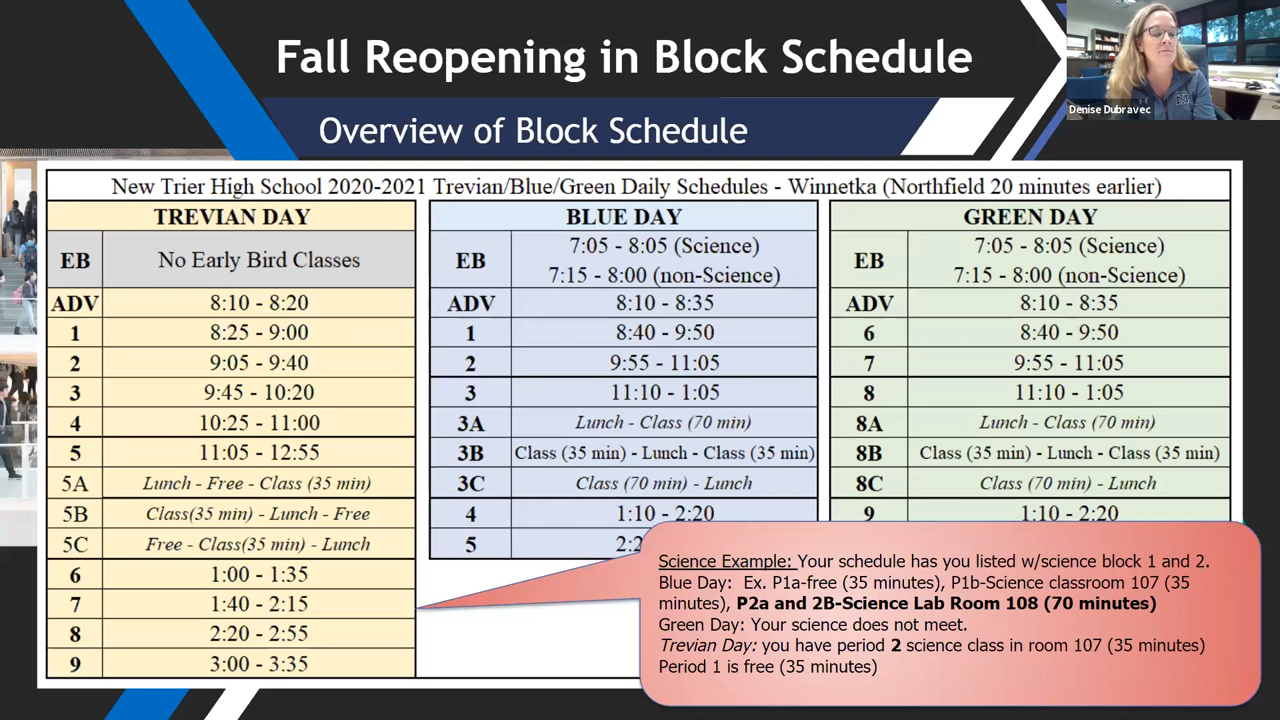 Fall Reopening in Block Schedule
Denise Dubravec
Overview of Block Schedule
New Trier High School 2020-2021 Trevian/Blue/Green Daily Schedules - Winnetka (Northfield 20 minutes earlier)
TREVIAN DAY
EB No Early Bird Classes
ADV 8:10 - 8:20
1 8:25 - 9:00
2 9:05 - 9:40
3 9:45 - 10:20
4 10:25 - 11:00
5 11:05 - 12:55
5A Lunch - Free - Class (35 min)
5B Class(35 min) - Lunch - Free
5C Free - Class(35 min) - Lunch
6 1:00 - 1:35
7 1:40 - 2:15
8 2:20 - 2:55
9 3:00 - 3:35
BLUE DAY
EB 7:05 - 8:05 (Science)
7:15 - 8:00 (non-Science)
ADV 8:10 - 8:35
1 8:40 - 9:50
2 9:55 - 11:05
3 11:10 - 1:05
3A Lunch - Class (70 min)
3B Class (35 min) - Lunch - Class (35 min)
3C Class (70 min) - Lunch
4 1:10 - 2:20
5 2:2
GREEN DAY
EB 7:05 - 8:05 (Science)
7:15 - 8:00 (non-Science)
ADV 8:10 - 8:35
6 8:40 - 9:50
7 9:55 - 11:05
8 11:10 - 1:05
8A Lunch - Class (70 min)
8B Class (35 min) - Lunch - Class (35 min)
8C Class (70 min) - Lunch
9 1:10 - 2:20
Science Example: Your schedule has you listed w/science block 1 and 2.
Blue Day: Ex. P1a-free (35 minutes), P1b-Science classroom 107 (35
minutes), P2a and 2B-Science Lab Room 108 (70 minutes)
Green Day: Your science does not meet.
Trevian Day: you have period 2 science class in room 107 (35 minutes)
Period 1 is free (35 minutes)